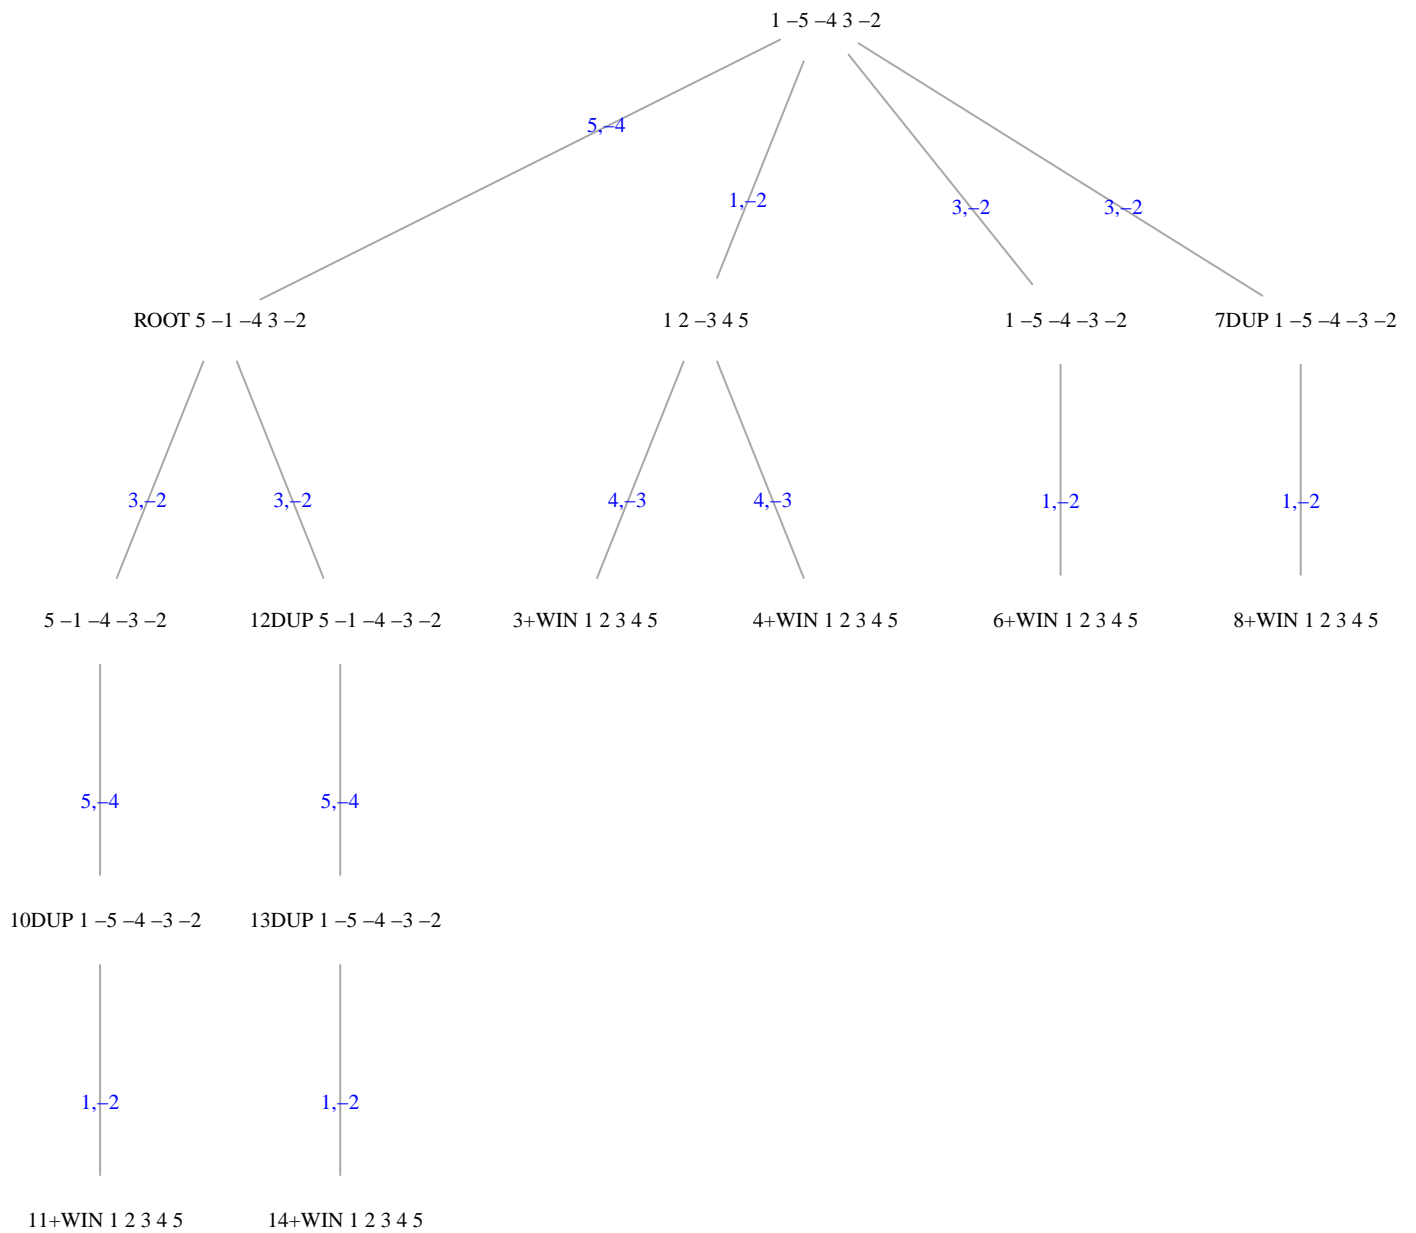 1 –5 –4 3 –2
5,–4
1,–2
3,–2
3,–2
ROOT 5 –1 –4 3 –2
1 2 –3 4 5
1 –5 –4 –3 –2
7DUP 1 –5 –4 –3 –2
3,–2
3,–2
4,–3
4,–3
1,–2
1,–2
5 –1 –4 –3 –2
12DUP 5 –1 –4 –3 –2
3+WIN 1 2 3 4 5
4+WIN 1 2 3 4 5
6+WIN 1 2 3 4 5
8+WIN 1 2 3 4 5
5,–4
5,–4
10DUP 1 –5 –4 –3 –2
13DUP 1 –5 –4 –3 –2
1,–2
1,–2
11+WIN 1 2 3 4 5
14+WIN 1 2 3 4 5